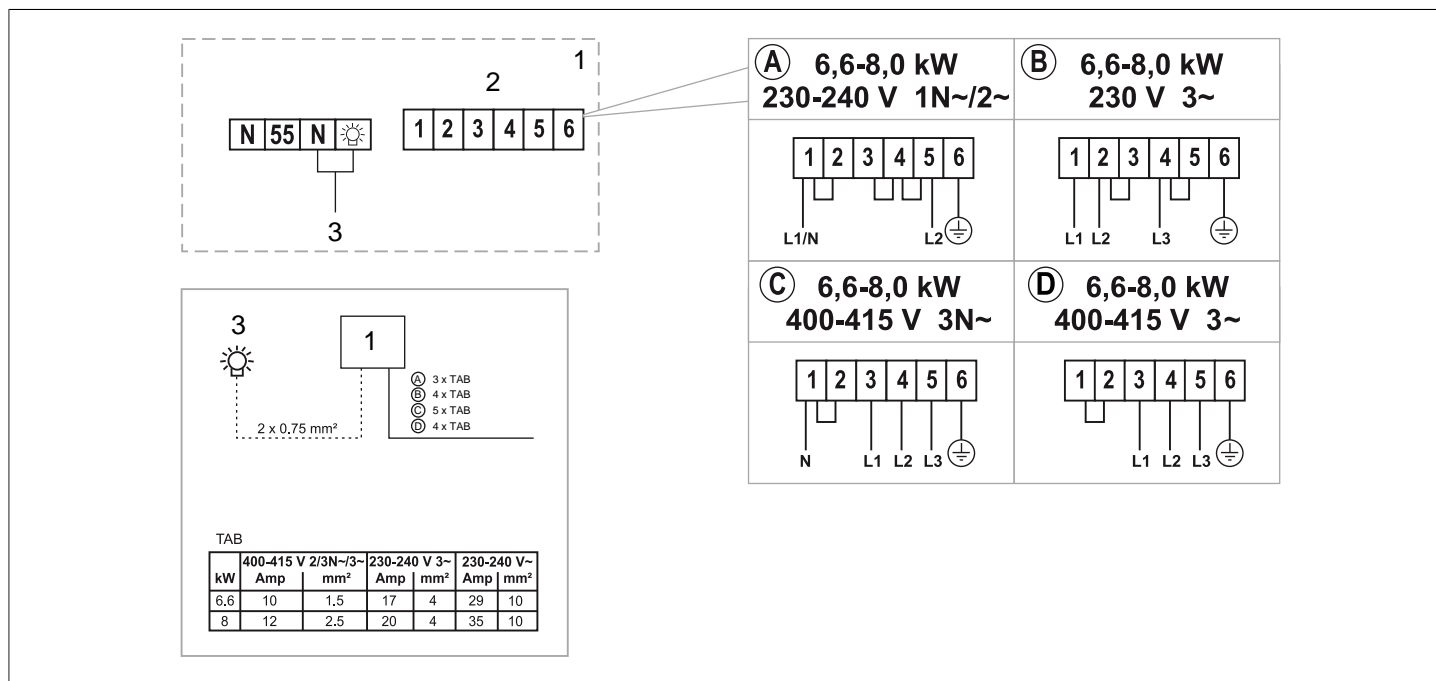 1
2
N 55 N
1 2 3 4 5 6
3
A 6,6-8,0 kW
230-240 V 1N~/2~
1 2 3 4 5 6
L1/N L2
B 6,6-8,0 kW
230 V 3~
1 2 3 4 5 6
L1 L2 L3
C 6,6-8,0 kW
400-415 V 3N~
1 2 3 4 5 6
N L1 L2 L3
D 6,6-8,0 kW
400-415 V 3~
1 2 3 4 5 6
L1 L2 L3
3
1
A 3 x TAB
B 4 x TAB
C 5 x TAB
D 4 x TAB
2 x 0.75 mm²
TAB
400-415 V 2/3N~/3~ 230-240 V 3~ 230-240 V~
kW Amp mm² Amp mm² Amp mm²
6.6 10 1.5 17 4 29 10
8 12 2.5 20 4 35 10